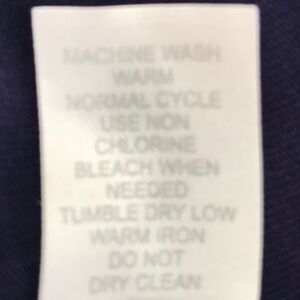 MACHINE WASH
WARM
NORMAL CYCLE
USE NON
CHLORINE
BLEACH WHEN
NEEDED
TUMBLE DRY LOW
WARM IRON
DO NOT
DRY CLEAN